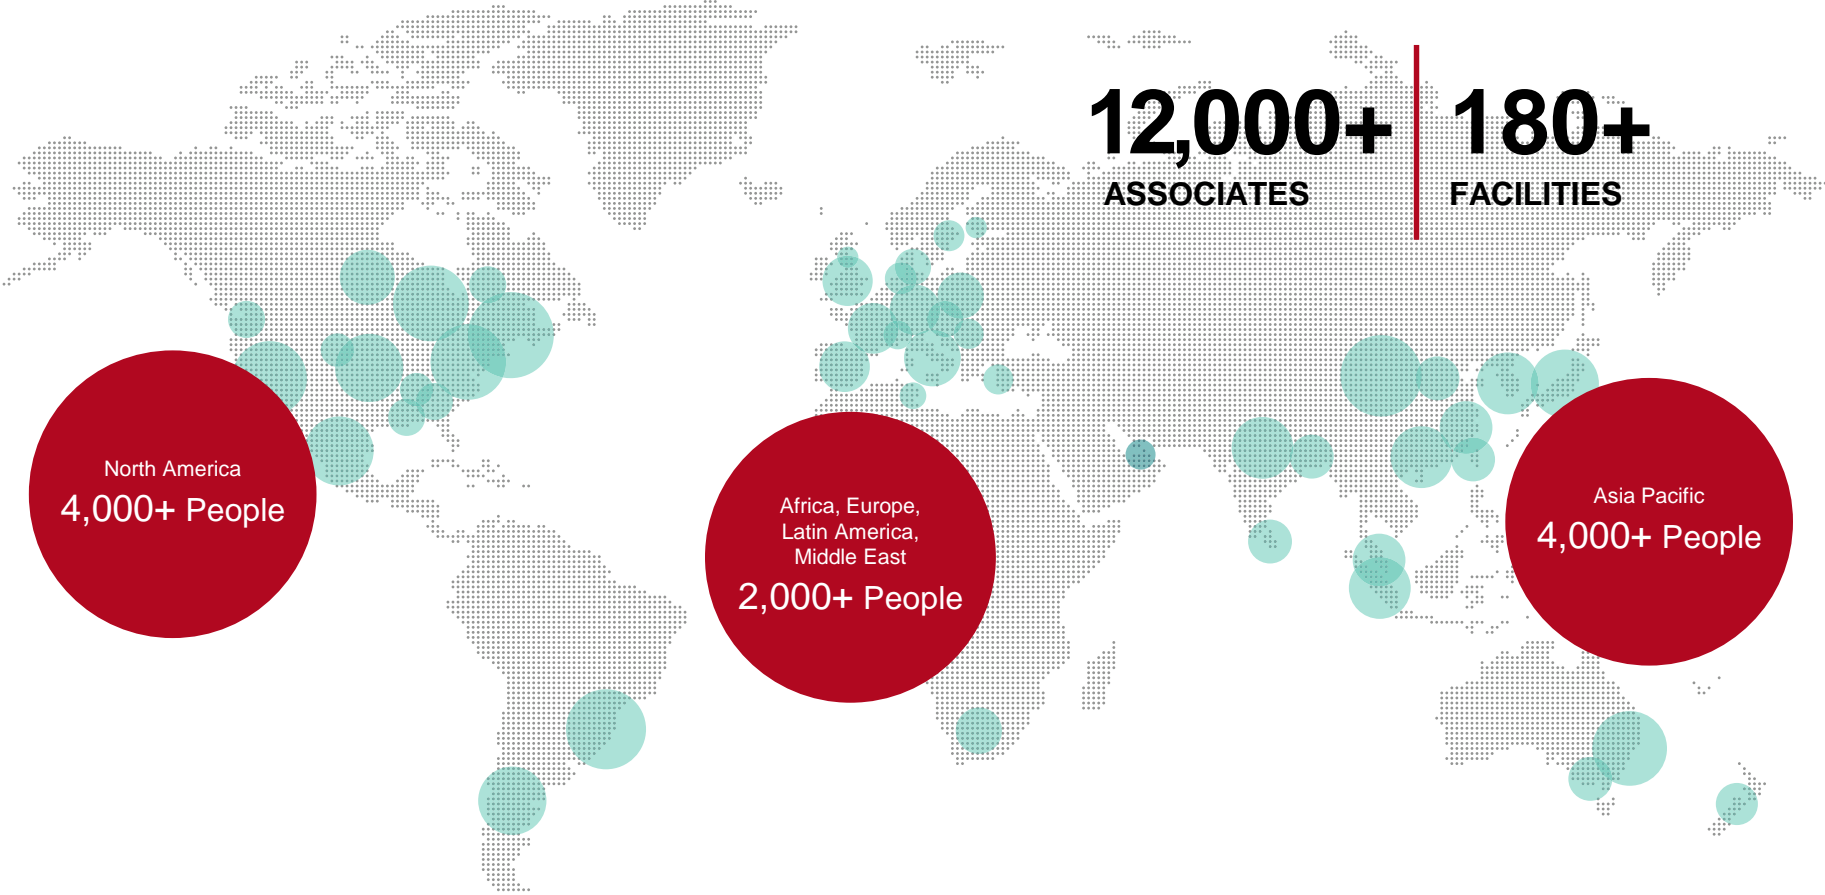 12,000+
ASSOCIATES
180+
FACILITIES
North America
4,000+ People
Africa, Europe,
Latin America,
Middle East
2,000+ People
Asia Pacific
4,000+ People